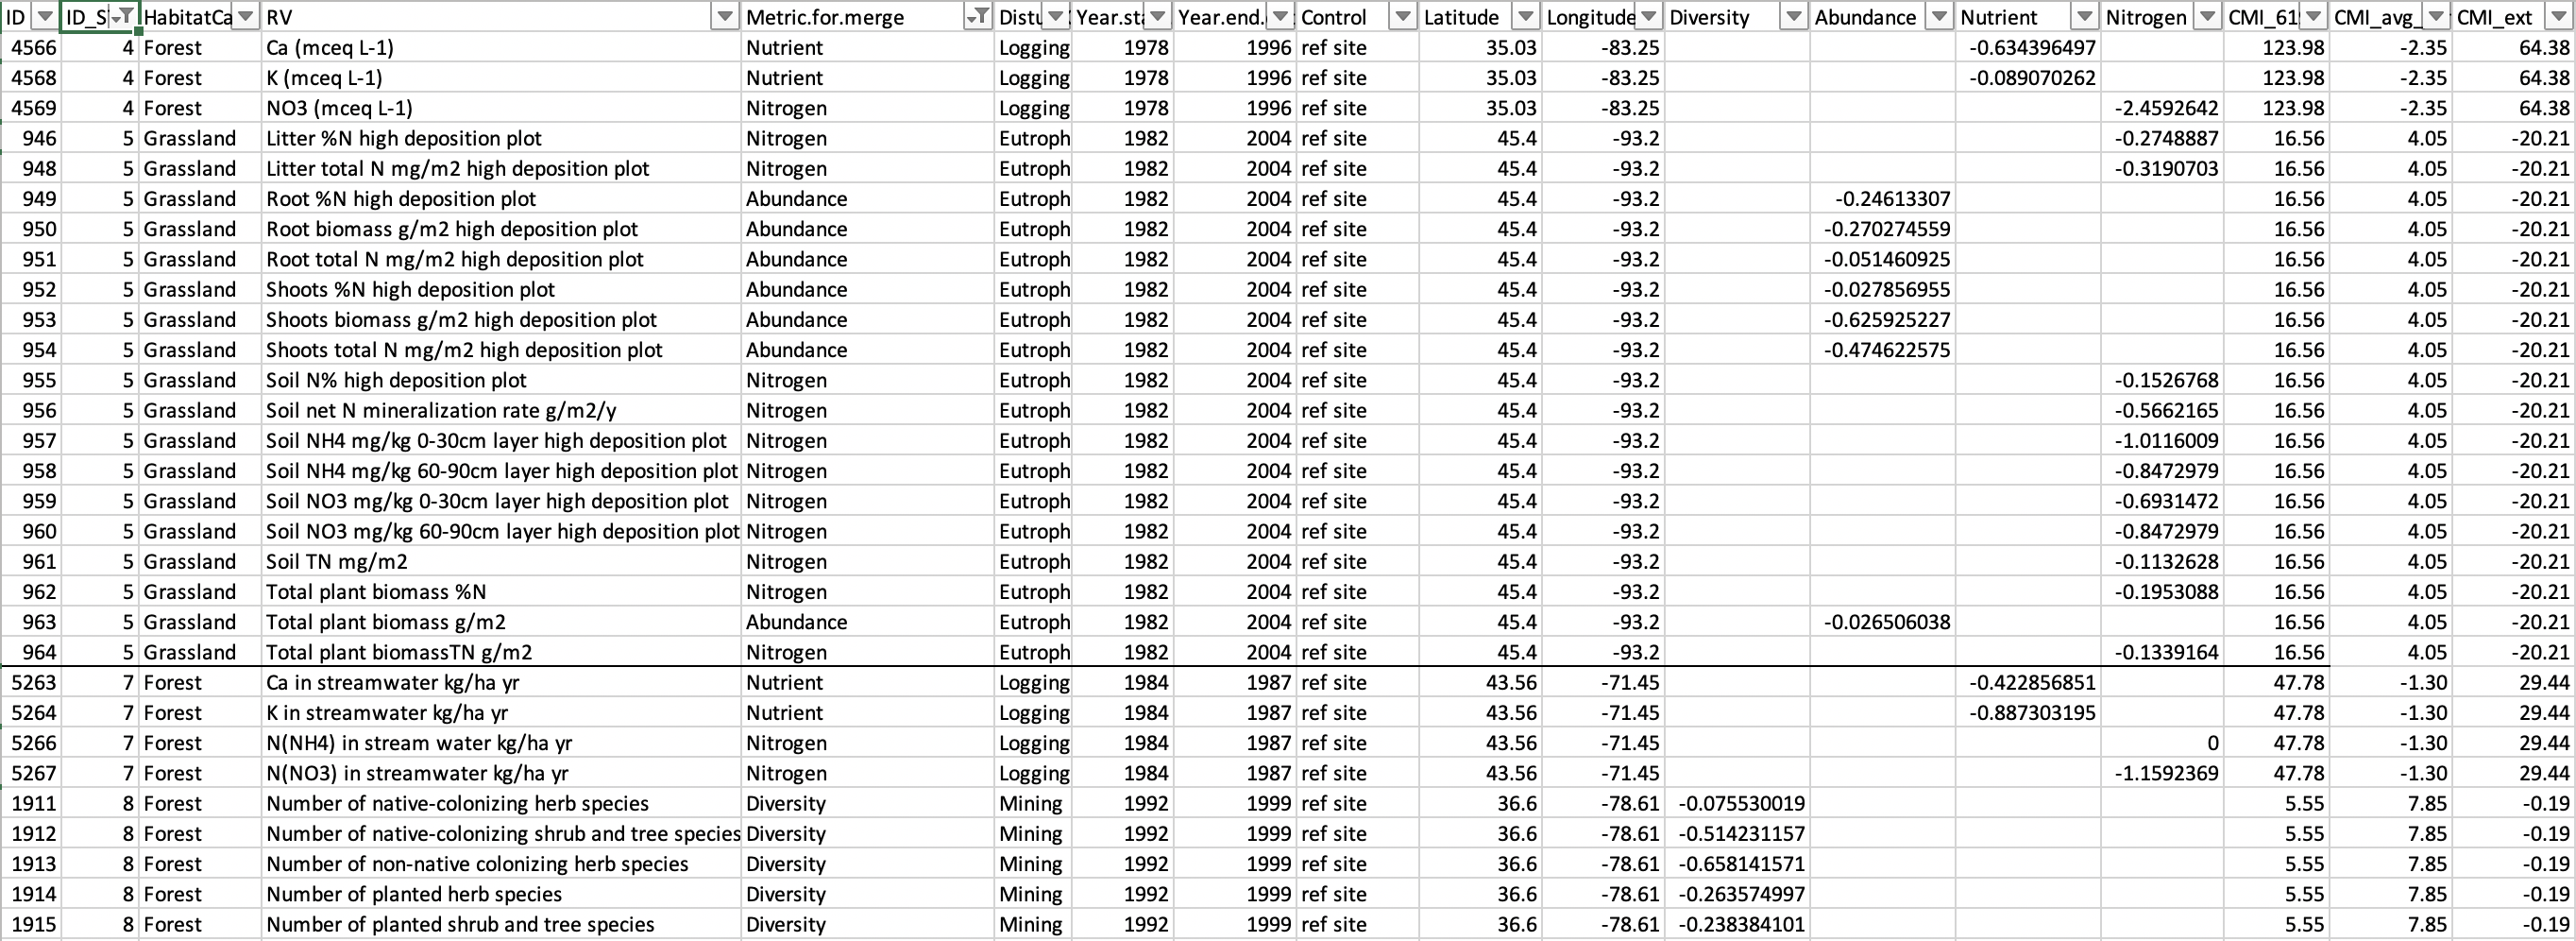 ID ID_S HabitatCa RV Metric.for.merge Distu Year.sta Year.end. Control Latitude Longitude Diversity Abundance Nutrient Nitrogen CMI_61 CMI_avg_ CMI_ext
4566 4 Forest Ca (mceq L-1) Nutrient Logging 1978 1996 ref site 35.03 -83.25 -0.634396497 123.98 -2.35 64.38
4568 4 Forest K (mceq L-1) Nutrient Logging 1978 1996 ref site 35.03 -83.25 -0.089070262 123.98 -2.35 64.38
4569 4 Forest NO3 (mceq L-1) Nitrogen Logging 1978 1996 ref site 35.03 -83.25 -2.4592642 123.98 -2.35 64.38
946 5 Grassland Litter %N high deposition plot Nitrogen Eutroph 1982 2004 ref site 45.4 -93.2 -0.2748887 16.56 4.05 -20.21
948 5 Grassland Litter total N mg/m2 high deposition plot Nitrogen Eutroph 1982 2004 ref site 45.4 -93.2 -0.3190703 16.56 4.05 -20.21
949 5 Grassland Root %N high deposition plot Abundance Eutroph 1982 2004 ref site 45.4 -93.2 -0.24613307 16.56 4.05 -20.21
950 5 Grassland Root biomass g/m2 high deposition plot Abundance Eutroph 1982 2004 ref site 45.4 -93.2 -0.270274559 16.56 4.05 -20.21
951 5 Grassland Root total N mg/m2 high deposition plot Abundance Eutroph 1982 2004 ref site 45.4 -93.2 -0.051460925 16.56 4.05 -20.21
952 5 Grassland Shoots %N high deposition plot Abundance Eutroph 1982 2004 ref site 45.4 -93.2 -0.027856955 16.56 4.05 -20.21
953 5 Grassland Shoots biomass g/m2 high deposition plot Abundance Eutroph 1982 2004 ref site 45.4 -93.2 -0.625925227 16.56 4.05 -20.21
954 5 Grassland Shoots total N mg/m2 high deposition plot Abundance Eutroph 1982 2004 ref site 45.4 -93.2 -0.474622575 16.56 4.05 -20.21
955 5 Grassland Soil N% high deposition plot Nitrogen Eutroph 1982 2004 ref site 45.4 -93.2 -0.1526768 16.56 4.05 -20.21
956 5 Grassland Soil net N mineralization rate g/m2/y Nitrogen Eutroph 1982 2004 ref site 45.4 -93.2 -0.5662165 16.56 4.05 -20.21
957 5 Grassland Soil NH4 mg/kg 0-30cm layer high deposition plot Nitrogen Eutroph 1982 2004 ref site 45.4 -93.2 -1.0116009 16.56 4.05 -20.21
958 5 Grassland Soil NH4 mg/kg 60-90cm layer high deposition plot Nitrogen Eutroph 1982 2004 ref site 45.4 -93.2 -0.8472979 16.56 4.05 -20.21
959 5 Grassland Soil NO3 mg/kg 0-30cm layer high deposition plot Nitrogen Eutroph 1982 2004 ref site 45.4 -93.2 -0.6931472 16.56 4.05 -20.21
960 5 Grassland Soil NO3 mg/kg 60-90cm layer high deposition plot Nitrogen Eutroph 1982 2004 ref site 45.4 -93.2 -0.8472979 16.56 4.05 -20.21
961 5 Grassland Soil TN mg/m2 Nitrogen Eutroph 1982 2004 ref site 45.4 -93.2 -0.1132628 16.56 4.05 -20.21
962 5 Grassland Total plant biomass %N Nitrogen Eutroph 1982 2004 ref site 45.4 -93.2 -0.1953088 16.56 4.05 -20.21
963 5 Grassland Total plant biomass g/m2 Abundance Eutroph 1982 2004 ref site 45.4 -93.2 -0.026506038 16.56 4.05 -20.21
964 5 Grassland Total plant biomassTN g/m2 Nitrogen Eutroph 1982 2004 ref site 45.4 -93.2 -0.1339164 16.56 4.05 -20.21
5263 7 Forest Ca in streamwater kg/ha yr Nutrient Logging 1984 1987 ref site 43.56 -71.45 -0.422856851 47.78 -1.30 29.44
5264 7 Forest K in streamwater kg/ha yr Nutrient Logging 1984 1987 ref site 43.56 -71.45 -0.887303195 47.78 -1.30 29.44
5266 7 Forest N(NH4) in stream water kg/ha yr Nitrogen Logging 1984 1987 ref site 43.56 -71.45 0 47.78 -1.30 29.44
5267 7 Forest N(NO3) in streamwater kg/ha yr Nitrogen Logging 1984 1987 ref site 43.56 -71.45 -1.1592369 47.78 -1.30 29.44
1911 8 Forest Number of native-colonizing herb species Diversity Mining 1992 1999 ref site 36.6 -78.61 -0.075530019 5.55 7.85 -0.19
1912 8 Forest Number of native-colonizing shrub and tree species Diversity Mining 1992 1999 ref site 36.6 -78.61 -0.514231157 5.55 7.85 -0.19
1913 8 Forest Number of non-native colonizing herb species Diversity Mining 1992 1999 ref site 36.6 -78.61 -0.658141571 5.55 7.85 -0.19
1914 8 Forest Number of planted herb species Diversity Mining 1992 1999 ref site 36.6 -78.61 -0.263574997 5.55 7.85 -0.19
1915 8 Forest Number of planted shrub and tree species Diversity Mining 1992 1999 ref site 36.6 -78.61 -0.238384101 5.55 7.85 -0.19